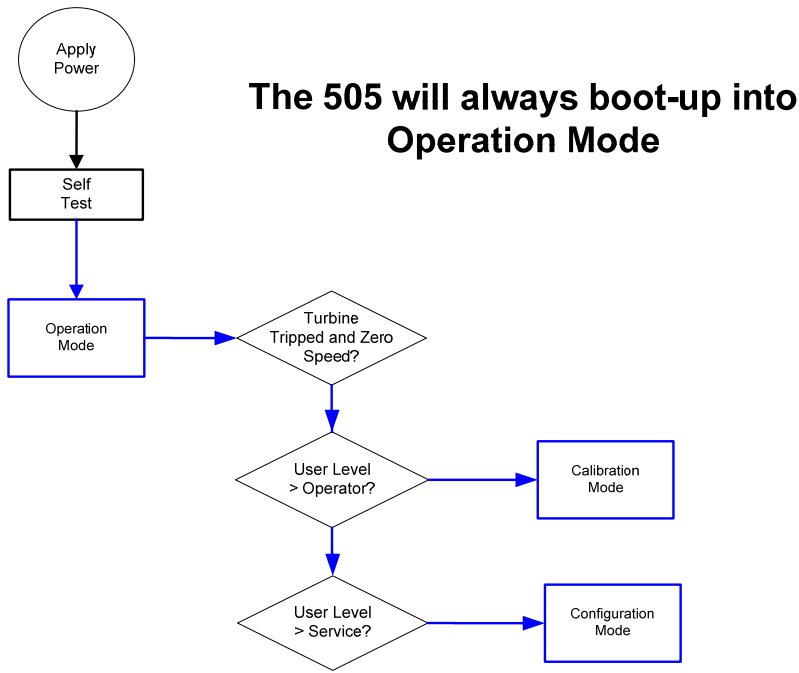 Apply
Power
The 505 will always boot-up into
Operation Mode
Self
Test
Operation
Mode
Turbine
Tripped and Zero
Speed?
User Level
> Operator?
Calibration
Mode
User Level
> Service?
Configuration
Mode